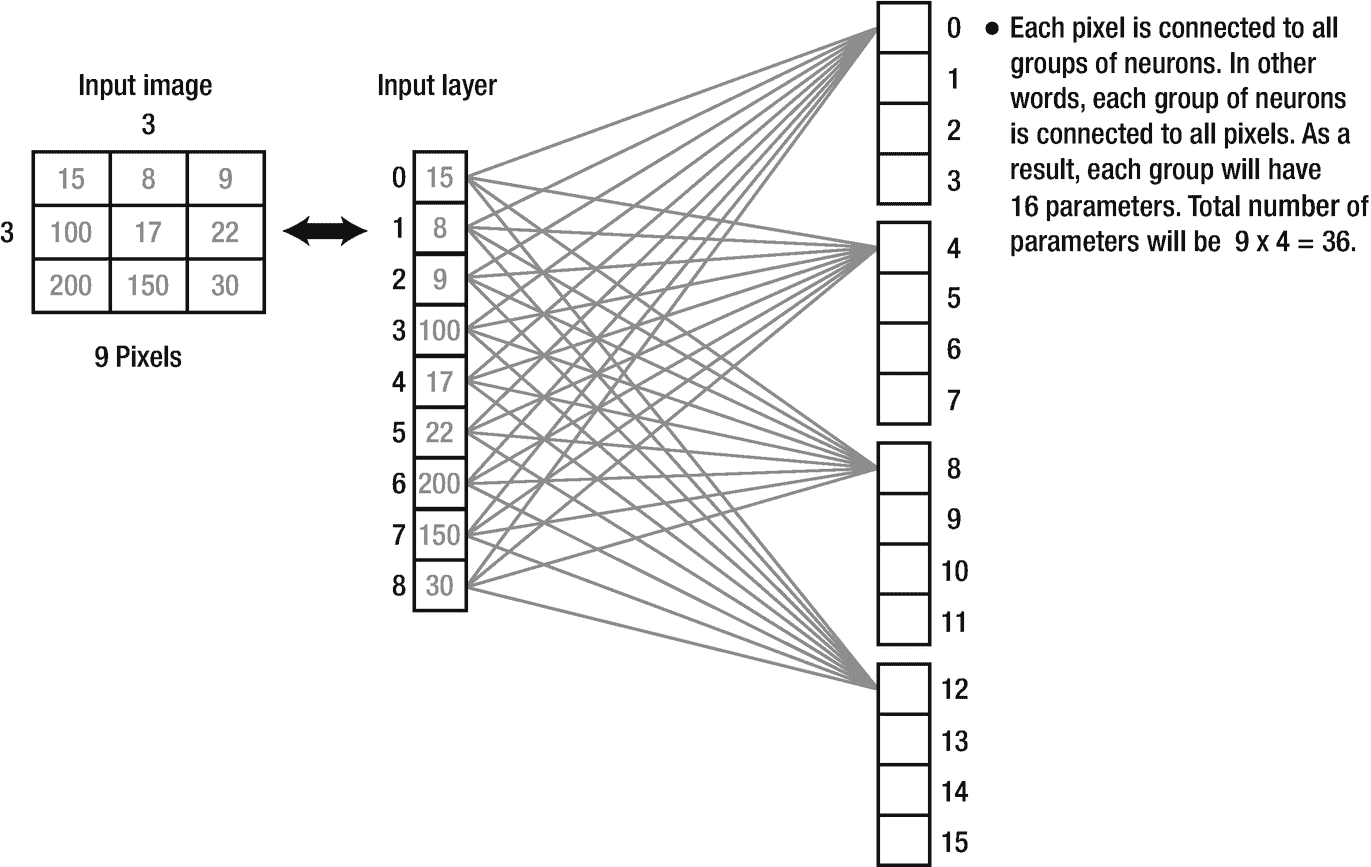 Input image
3
15 8 9
3 100 17 22
200 150 30
9 Pixels
Input layer
0 15
1 8
2 9
3 100
4 17
5 22
6 200
7 150
8 30
0
1
2
3
4
5
6
7
8
9
10
11
12
13
14
15
● Each pixel is connected to all
groups of neurons. In other
words, each group of neurons
is connected to all pixels. As a
result, each group will have
16 parameters. Total number of
parameters will be 9 x 4 = 36.